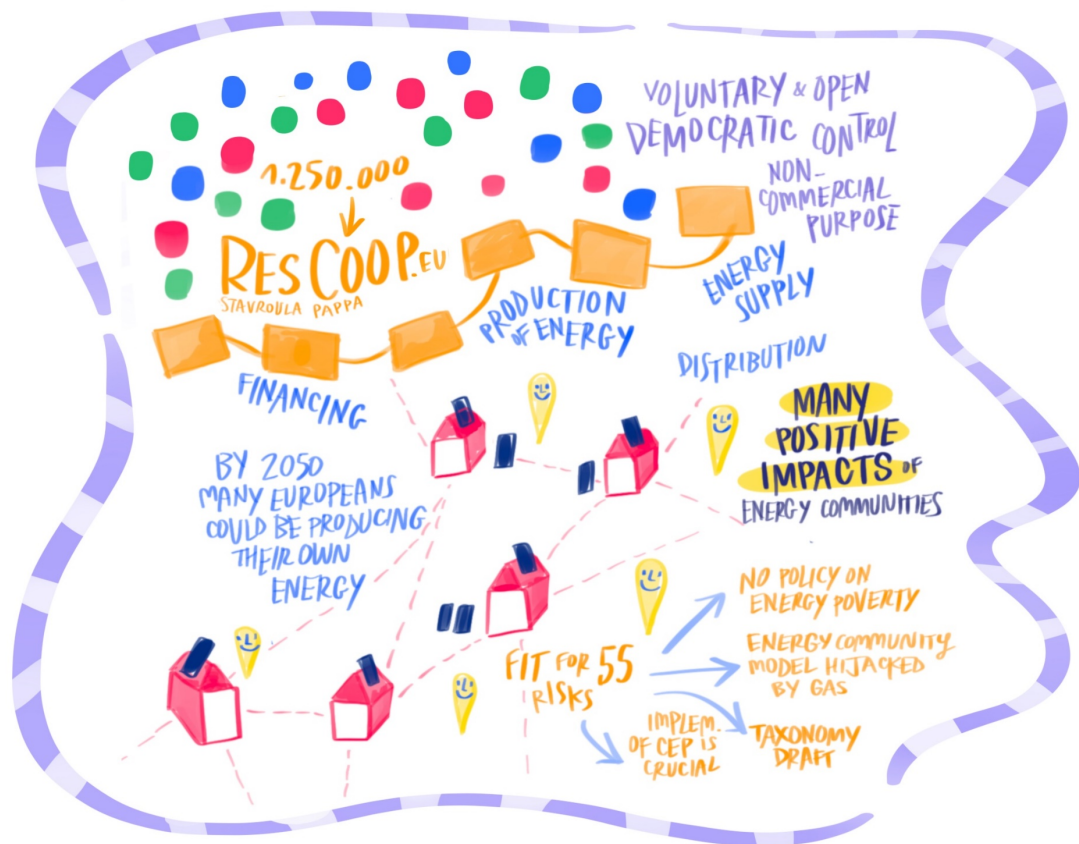 VOLUNTARY & OPEN
DEMOCRATIC CONTROL
NON-
COMMERCIAL
PURPOSE
1.250.000
RESCOOP.EU
STAVROULA PAPPA
FINANCING
PRODUCTION
OF ENERGY
ENERGY
SUPPLY
DISTRIBUTION
MANY
POSITIVE
IMPACTS OF
ENERGY COMMUNITIES
BY 2050
MANY EUROPEANS
COULD BE PRODUCING
THEIR OWN
ENERGY
FIT FOR 55
RISKS
NO POLICY ON
ENERGY POVERTY
ENERGY COMMUNITY
MODEL HIJACKED
BY GAS
TAXONOMY
DRAFT
IMPLEM.
OF CEP IS
CRUCIAL